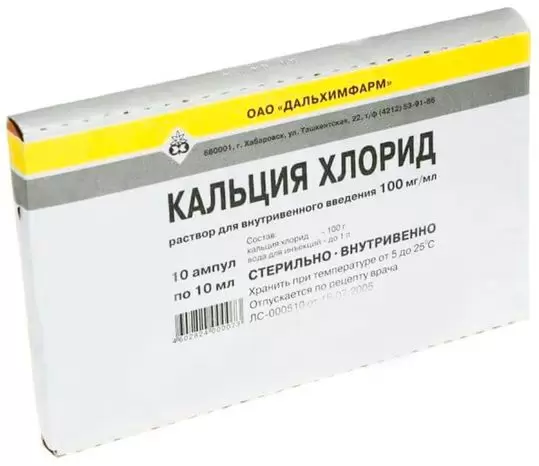 ОАО «ДАЛЬХИМФАРМ»
680001, г. Хабаровск, ул. Ташкентская, 22, т/ф (4212) 53-91-86
КАЛЬЦИЯ ХЛОРИД
раствор для внутривенного введения 100 мг/мл
10 ампул
по 10 мл
Состав:
кальция хлорид - 100 г
вода для инъекций - до 1 л
СТЕРИЛЬНО · ВНУТРИВЕННО
Хранить при температуре от 5 до 25°С
Отпускается по рецепту врача
ЛС-000510 от 19.07.2005